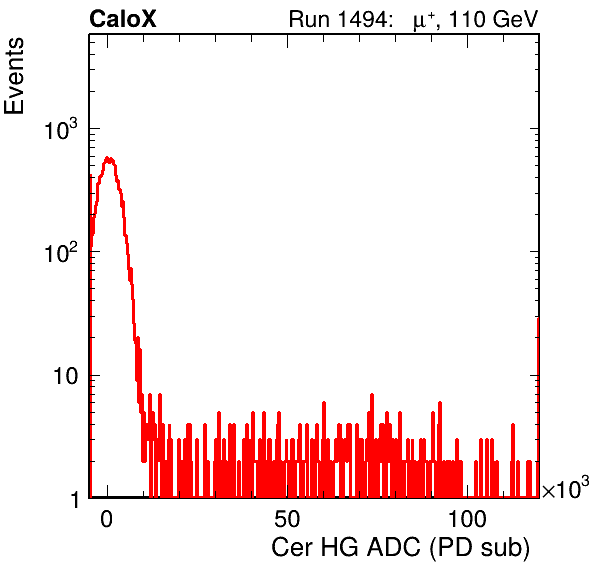 CaloX Run 1494: μ⁺, 110 GeV
Events
10³
10²
10
1
0 50 100 ×10³
Cer HG ADC (PD sub)